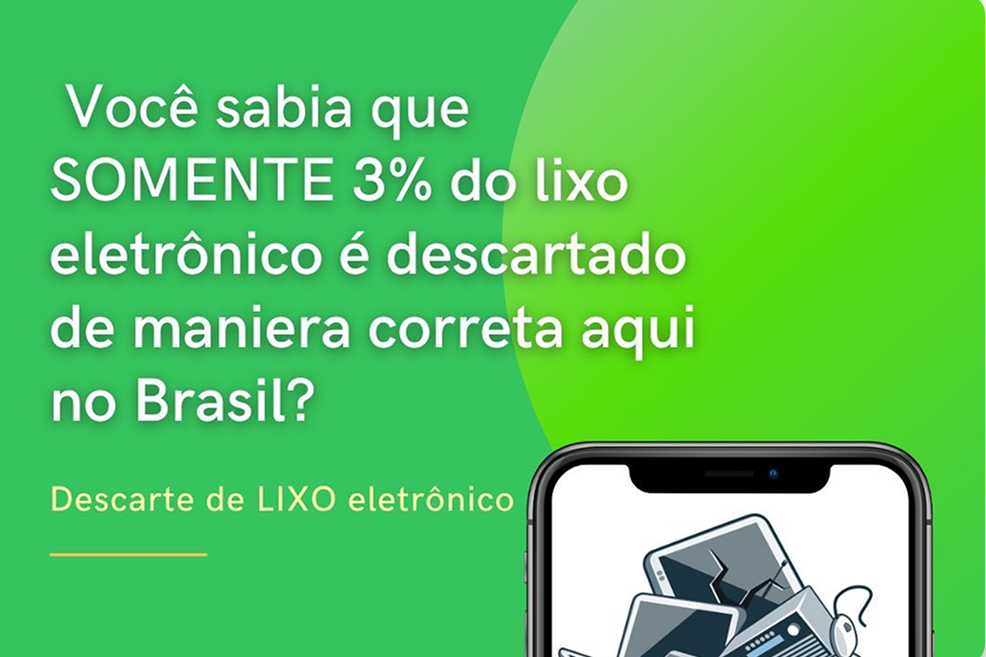 Você sabia que
SOMENTE 3% do lixo
eletrônico é descartado
de maniera correta aqui
no Brasil?
Descarte de LIXO eletrônico